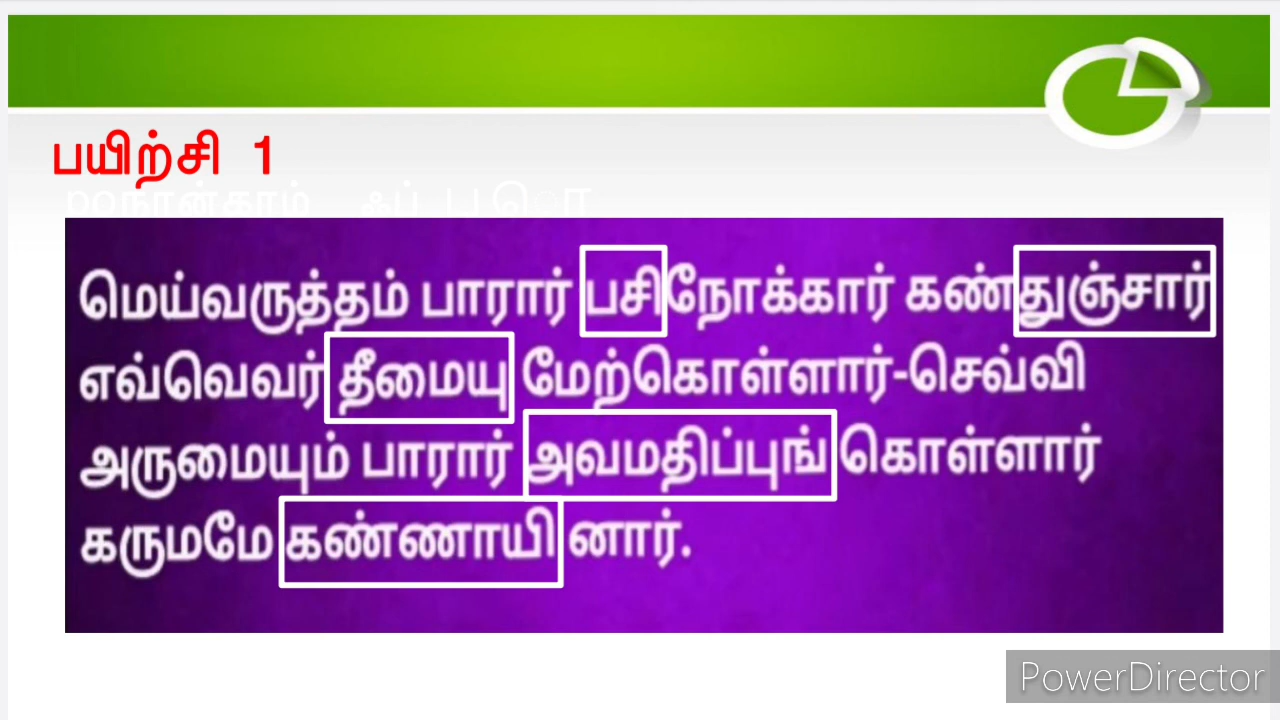 பயிற்சி 1
மெய்வருத்தம் பாரார் பசிநோக்கார் கண்துஞ்சார்
எவ்வெவர் தீமையு மேற்கொள்ளார்-செவ்வி
அருமையும் பாரார் அவமதிப்புங் கொள்ளார்
கருமமே கண்ணாயி னார்.
PowerDirector